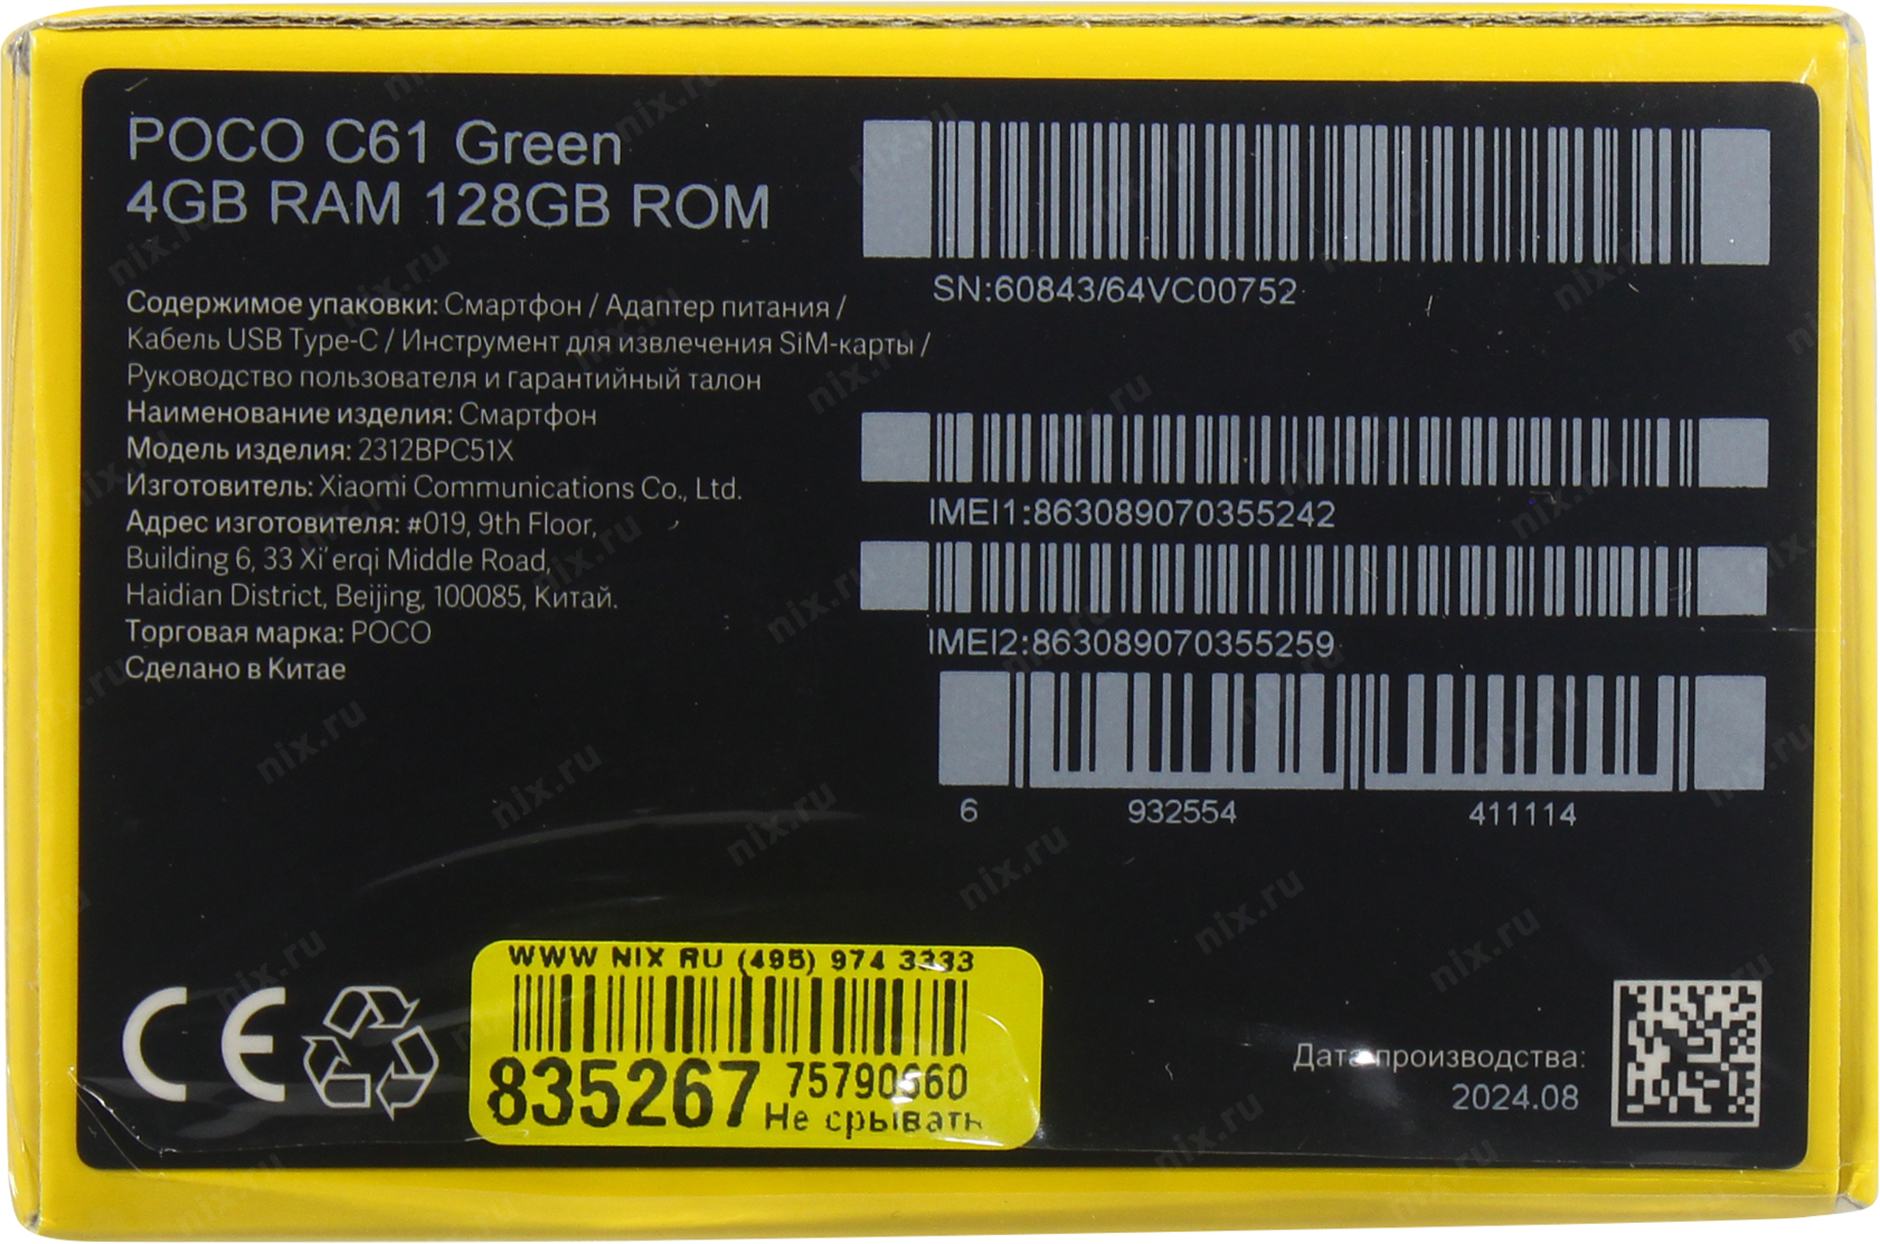 POCO C61 Green
4GB RAM 128GB ROM
Содержимое упаковки: Смартфон / Адаптер питания /
Кабель USB Type-C / Инструмент для извлечения SiM-карты /
Руководство пользователя и гарантийный талон
Наименование изделия: Смартфон
Модель изделия: 2312BPC51X
Изготовитель: Xiaomi Communications Co., Ltd.
Адрес изготовителя: #019, 9th Floor,
Building 6, 33 Xi'erqi Middle Road,
Haidian District, Beijing, 100085, Китай.
Торговая марка: POCO
Сделано в Китае
SN:60843/64VC00752
IMEI1:863089070355242
IMEI2:863089070355259
6 932554 411114
CE
WWW NIX RU (495) 974 3333
835267 75790660
Не срывать
Дата производства:
2024.08
nix.ru